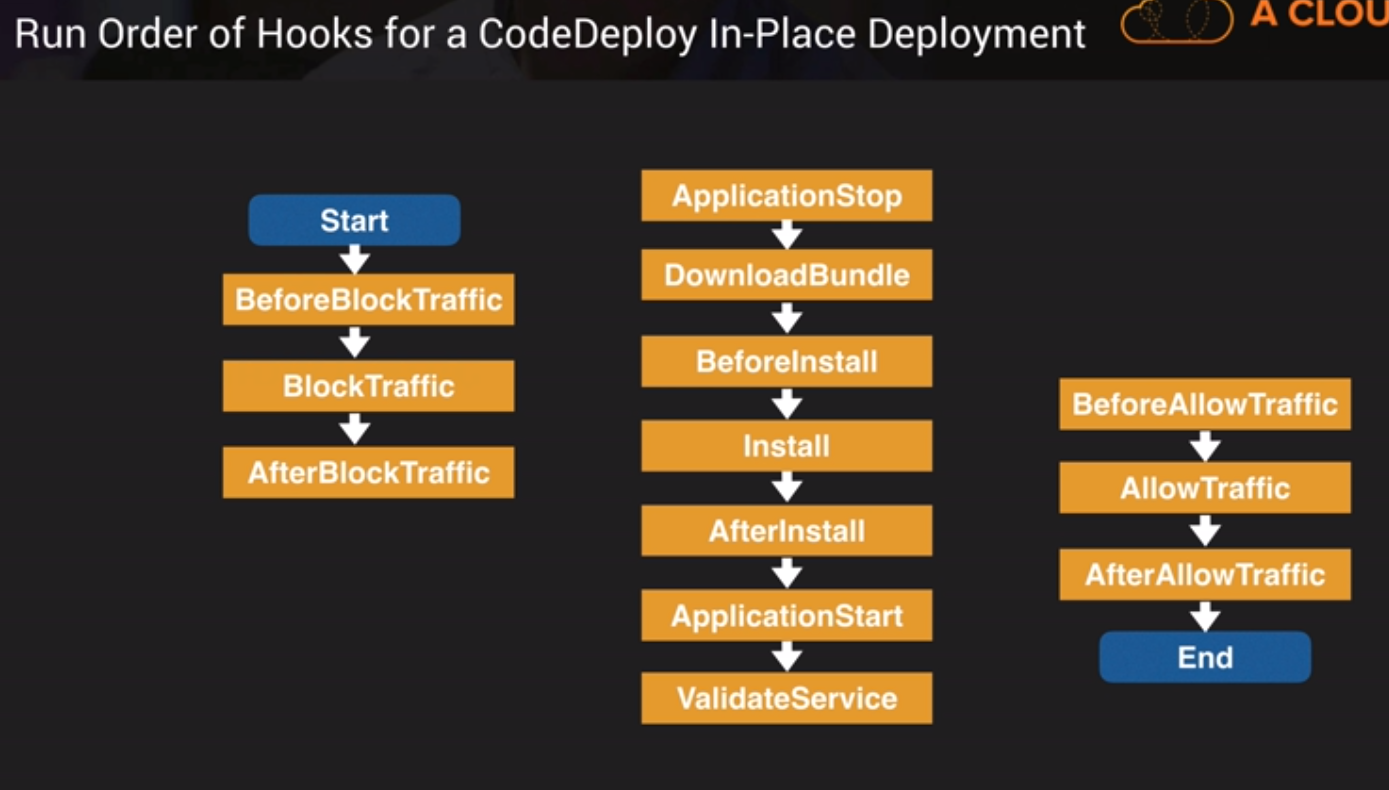 Run Order of Hooks for a CodeDeploy In-Place Deployment
A CLOU
Start
BeforeBlockTraffic
BlockTraffic
AfterBlockTraffic
ApplicationStop
DownloadBundle
BeforeInstall
Install
AfterInstall
ApplicationStart
ValidateService
BeforeAllowTraffic
AllowTraffic
AfterAllowTraffic
End